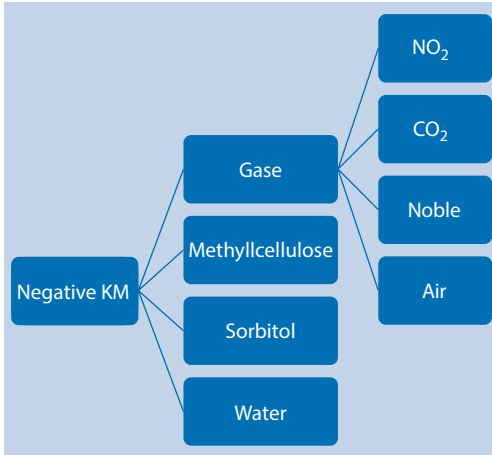 Negative KM
Gase
Methyllcellulose
Sorbitol
Water
NO₂
CO₂
Noble
Air